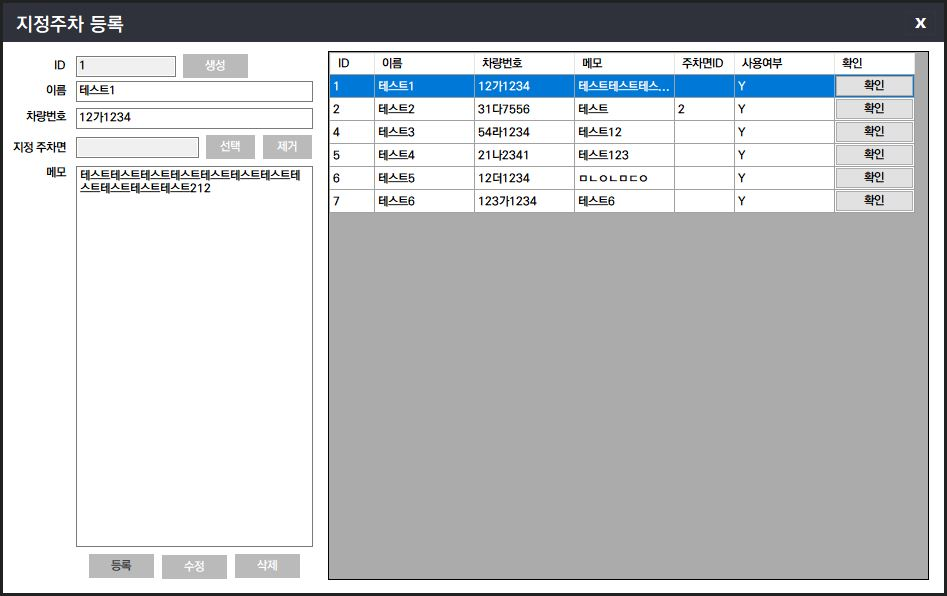 지정주차 등록 X
ID 1 생성
이름 테스트1
차량번호 12가1234
지정 주차면 선택 제거
메모 테스트테스트테스트테스트테스트테스트테스트테
스트테스트테스트테스트212
등록 수정 삭제
ID 이름 차량번호 메모 주차면ID 사용여부 확인
1 테스트1 12가1234 테스트테스트테스... Y 확인
2 테스트2 31다7556 테스트 2 Y 확인
4 테스트3 54라1234 테스트12 Y 확인
5 테스트4 21나2341 테스트123 Y 확인
6 테스트5 12더1234 ㅁㄴㅇㄴㅁㄷㅇ Y 확인
7 테스트6 123가1234 테스트6 Y 확인